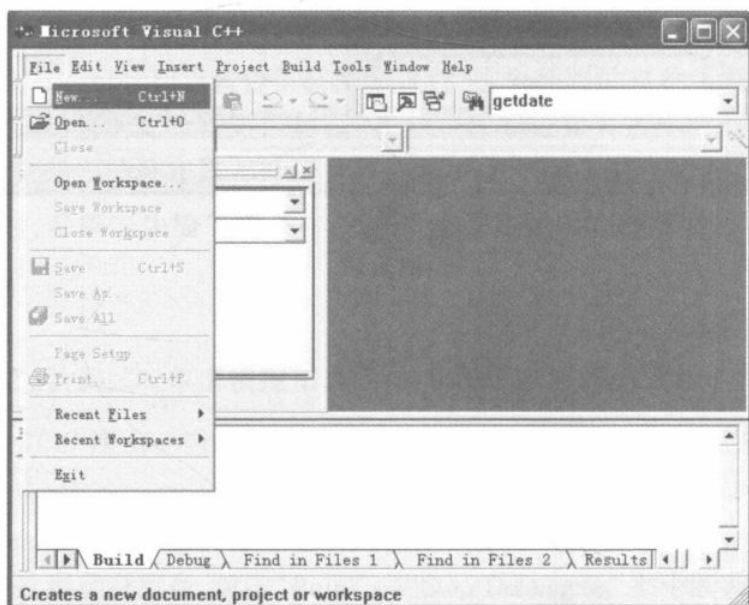 Microsoft Visual C++
File Edit View Insert Project Build Tools Window Help
New... Ctrl+N
getdate
Open... Ctrl+O
Close
Open Workspace...
Save Workspace
Close Workspace
Save Ctrl+S
Save As...
Save All
Page Setup
Print... Ctrl+P
Recent Files
Recent Workspaces
Exit
Build Debug Find in Files 1 Find in Files 2 Results
Creates a new document, project or workspace